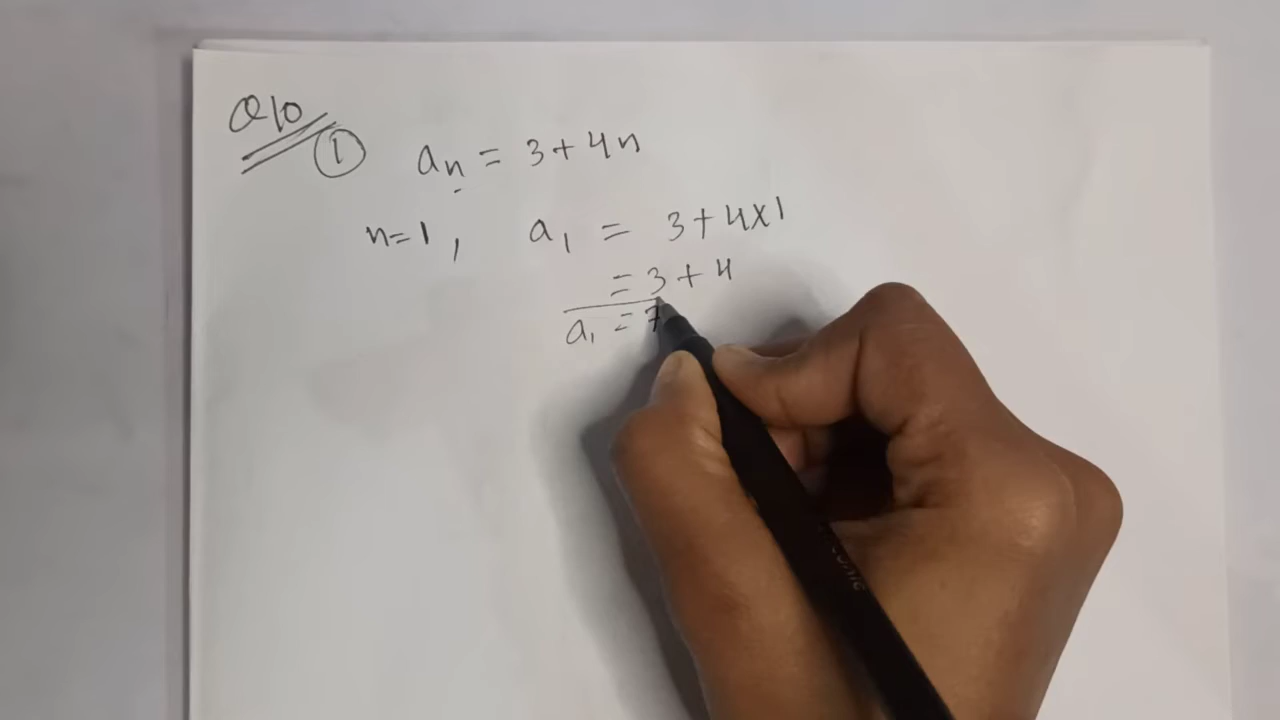 Q10
① aₙ = 3+4n
n=1, a₁ = 3+4x1
= 3+4
a₁ = 7